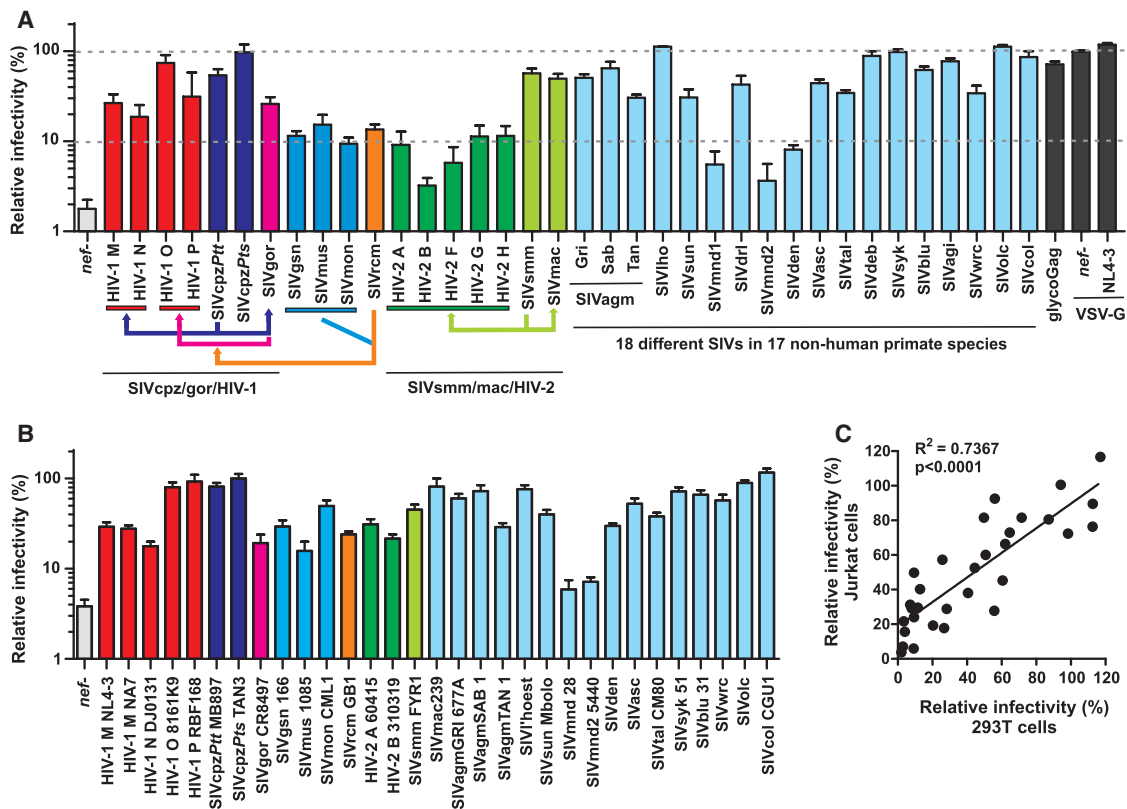 A
Relative infectivity (%)
100
10
1
nef-
HIV-1 M
HIV-1 N
HIV-1 O
HIV-1 P
SIVcpzPtt
SIVcpzPts
SIVgor
SIVgsn
SIVmus
SIVmon
SIVrcm
HIV-2 A
HIV-2 B
HIV-2 F
HIV-2 G
HIV-2 H
SIVsmm
SIVmac
Gri
Sab
Tan
SIVlho
SIVsun
SIVmnd1
SIVdrl
SIVmnd2
SIVden
SIVasc
SIVtal
SIVdeb
SIVsyk
SIVblu
SIVagi
SIVwrc
SIVolc
SIVcol
glycoGag
nef-
NL4-3
SIVagm
VSV-G
18 different SIVs in 17 non-human primate species
SIVcpz/gor/HIV-1
SIVsmm/mac/HIV-2
B
Relative infectivity (%)
100
10
1
nef-
HIV-1 M NL4-3
HIV-1 M NA7
HIV-1 N DJ0131
HIV-1 O 8161K9
HIV-1 P RBF168
SIVcpzPtt MB897
SIVcpzPts TAN3
SIVgor CR8497
SIVgsn 166
SIVmus 1085
SIVmon CML1
SIVrcm GB1
HIV-2 A 60415
HIV-2 B 310319
SIVsmm FYR1
SIVmac239
SIVagmGRI 677A
SIVagmSAB 1
SIVagmTAN 1
SIVl'hoest
SIVsun Mbolo
SIVmnd 28
SIVmnd2 5440
SIVden
SIVasc
SIVtal CM80
SIVsyk 51
SIVblu 31
SIVwrc
SIVolc
SIVcol CGU1
C
R2 = 0.7367
p<0.0001
Relative infectivity (%)
Jurkat cells
120
100
80
60
40
20
0
0 20 40 60 80 100 120
Relative infectivity (%)
293T cells